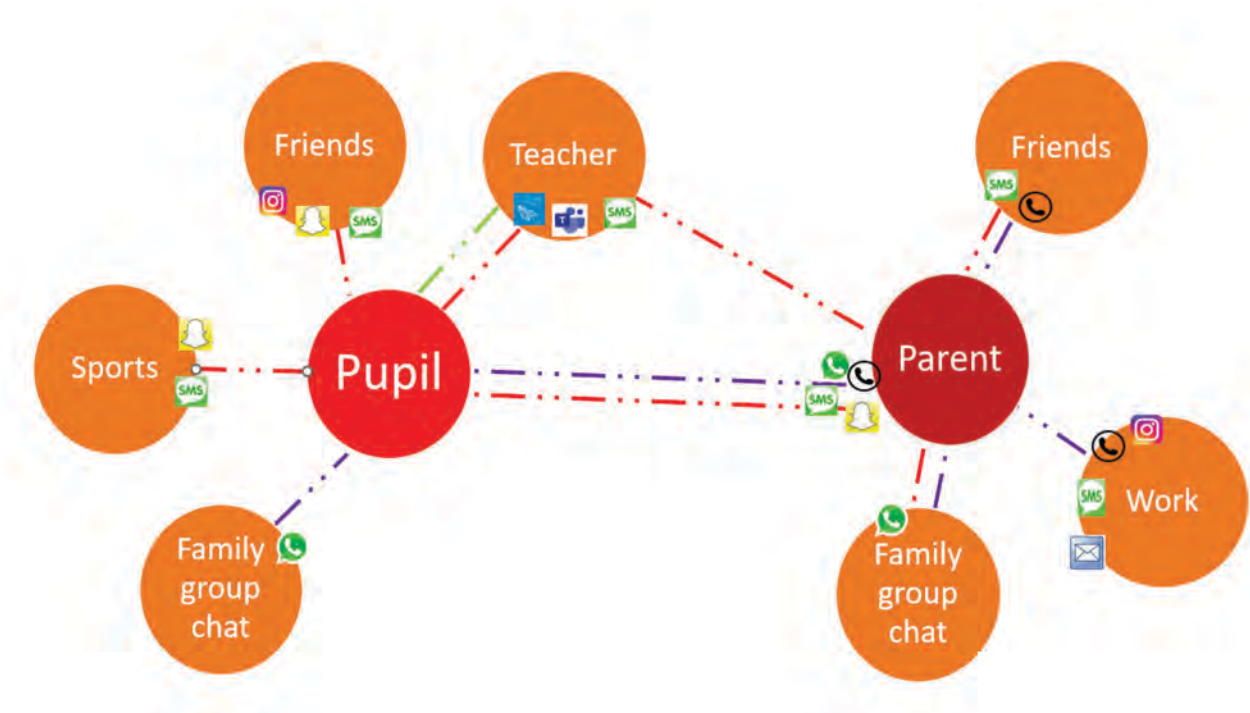 Friends
Teacher
Friends
SMS
SMS
T
SMS
Sports
Pupil
Parent
SMS
SMS
Work
SMS
Family
group
chat
Family
group
chat